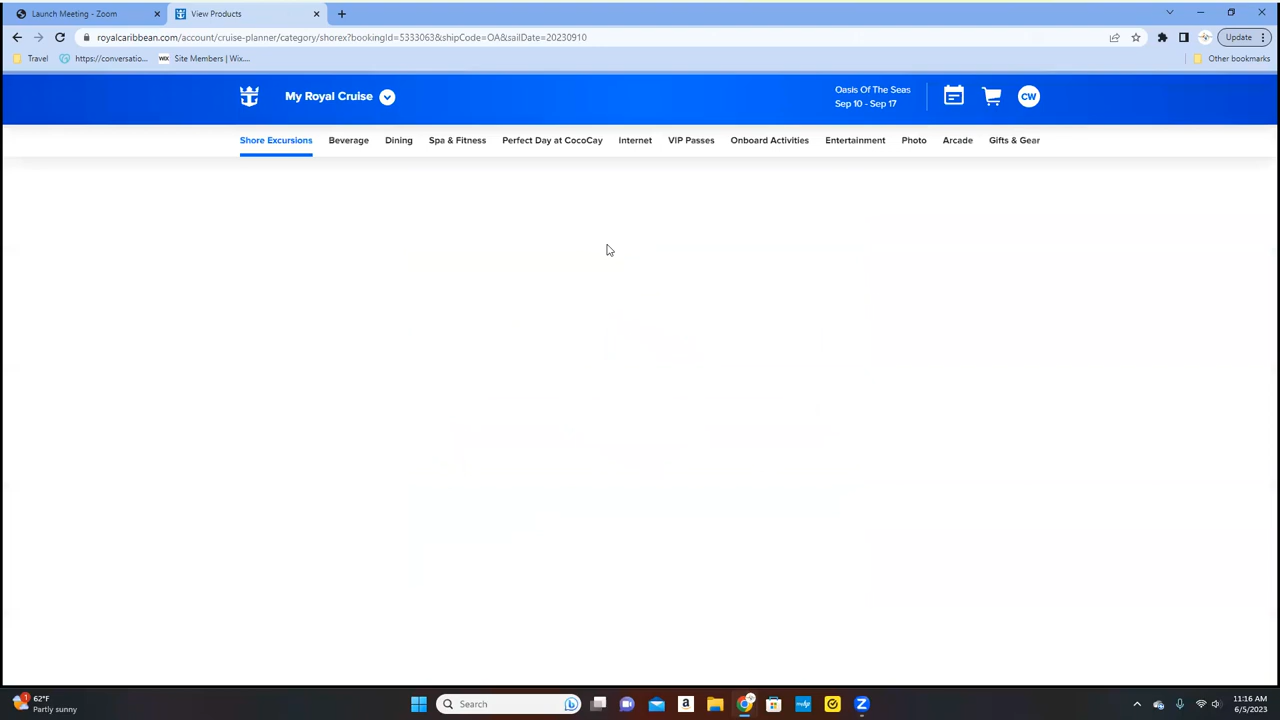 Launch Meeting - Zoom
View Products
royalcaribbean.com/account/cruise-planner/category/shorex?bookingId=5333063&shipCode=OA&sailDate=20230910
Update
Travel
https://conversatio...
WIX
Site Members | Wix....
Other bookmarks
My Royal Cruise
Oasis Of The Seas
Sep 10 - Sep 17
CW
Shore Excursions
Beverage
Dining
Spa & Fitness
Perfect Day at CocoCay
Internet
VIP Passes
Onboard Activities
Entertainment
Photo
Arcade
Gifts & Gear
1
62°F
Partly sunny
Search
11:16 AM
6/5/2023